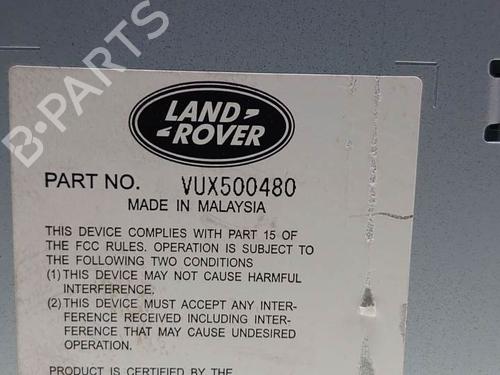 B-PARTS
LAND-
ROVER
PART NO. VUX500480
MADE IN MALAYSIA
THIS DEVICE COMPLIES WITH PART 15 OF
THE FCC RULES. OPERATION IS SUBJECT TO
THE FOLLOWING TWO CONDITIONS
(1) THIS DEVICE MAY NOT CAUSE HARMFUL
INTERFERENCE.
(2) THIS DEVICE MUST ACCEPT ANY INTER-
FERENCE RECEIVED INCLUDING INTER-
FERENCE THAT MAY CAUSE UNDESIRED
OPERATION.
PRODUCT IS CERTIFIED BY THE